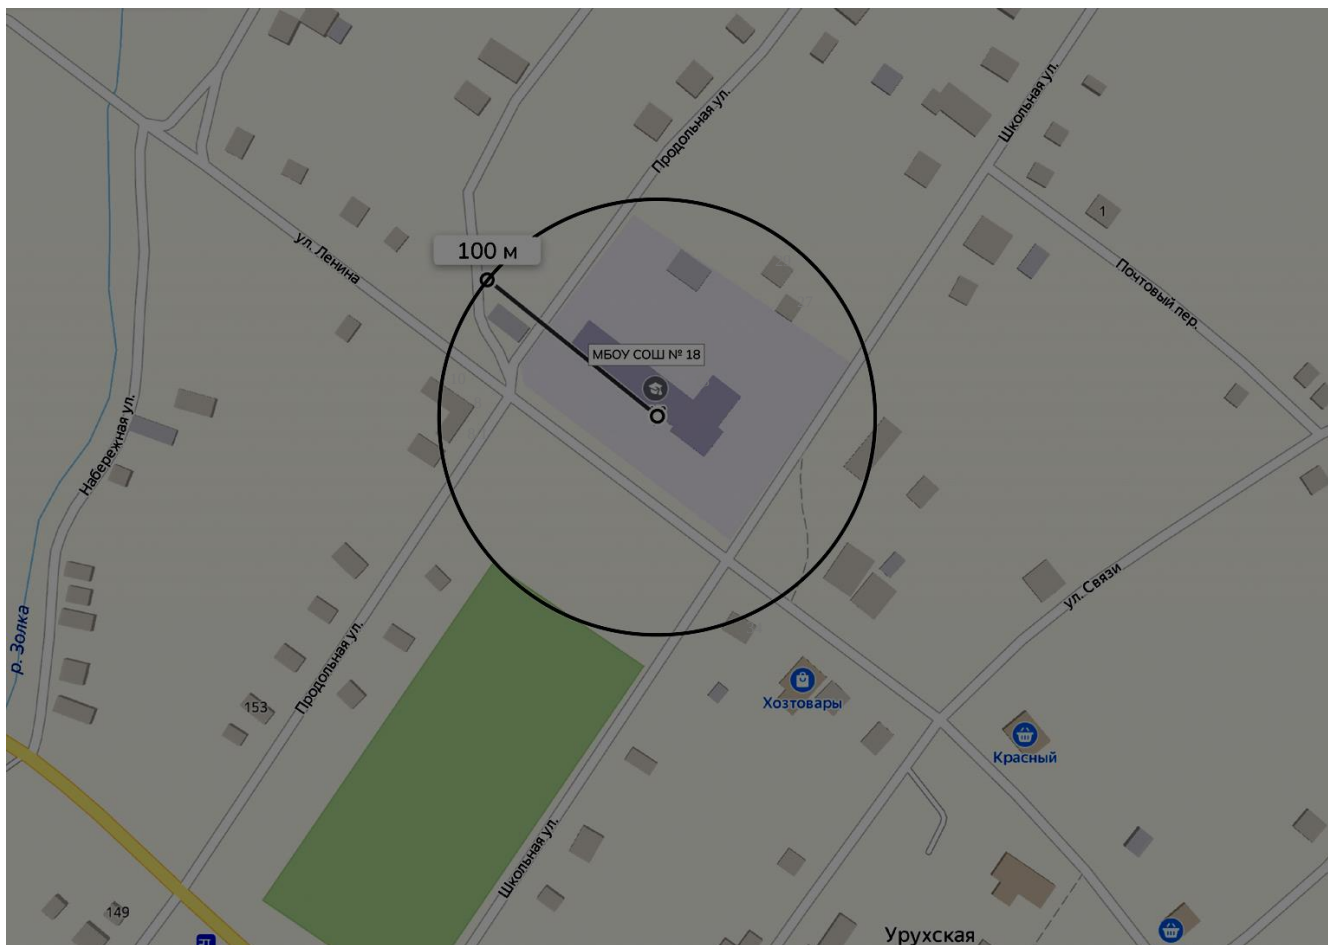 Школьная ул.
Продольная ул.
1
ул. Ленина
100 м
Почтовый пер.
МБОУ СОШ № 18
Набережная ул.
ул. Связи
р. Золка
Продольная ул.
153
Хозтовары
Красный
Школьная ул.
149
Урухская